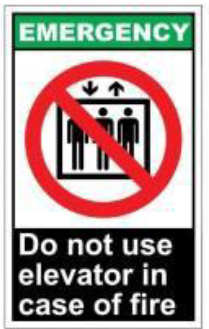 EMERGENCY
Do not use
elevator in
case of fire